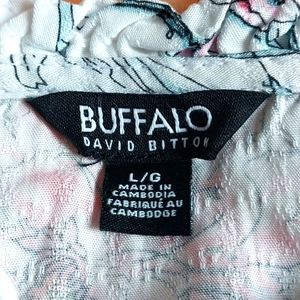 BUFFALO
DAVID BITTON
L/G
MADE IN
CAMBODIA
FABRIQUÉ AU
CAMBODGE